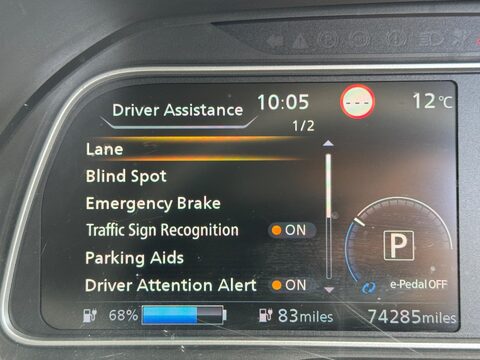 Driver Assistance 10:05 --- 12°C
1/2
Lane
Blind Spot
Emergency Brake
Traffic Sign Recognition ON
Parking Aids
P
Driver Attention Alert ON
e-Pedal OFF
68% 83miles 74285miles